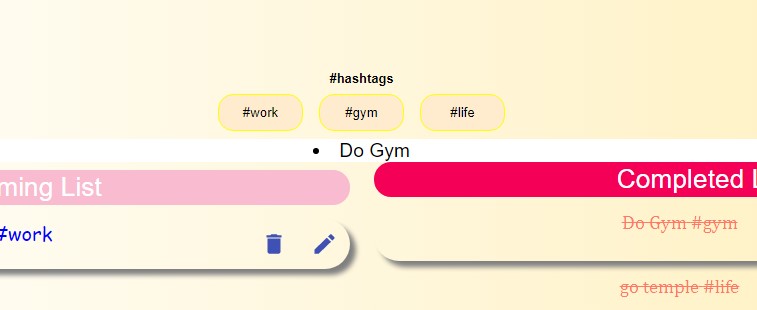 #hashtags
#work #gym #life
• Do Gym
ming List
Completed L
#work
Do Gym #gym
go temple #life